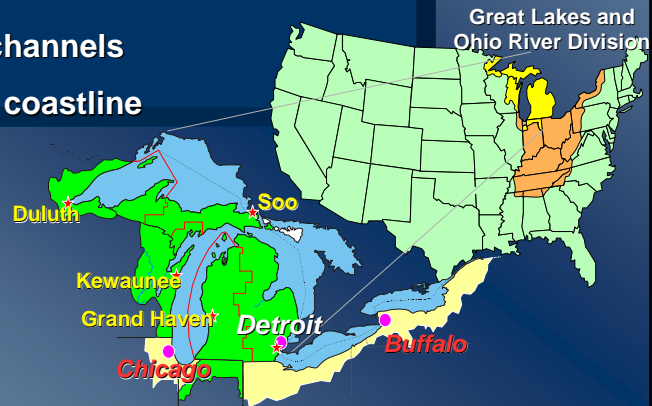 channels
coastline
Great Lakes and
Ohio River Division
Duluth
Soo
Kewaunee
Grand Haven
Detroit
Buffalo
Chicago